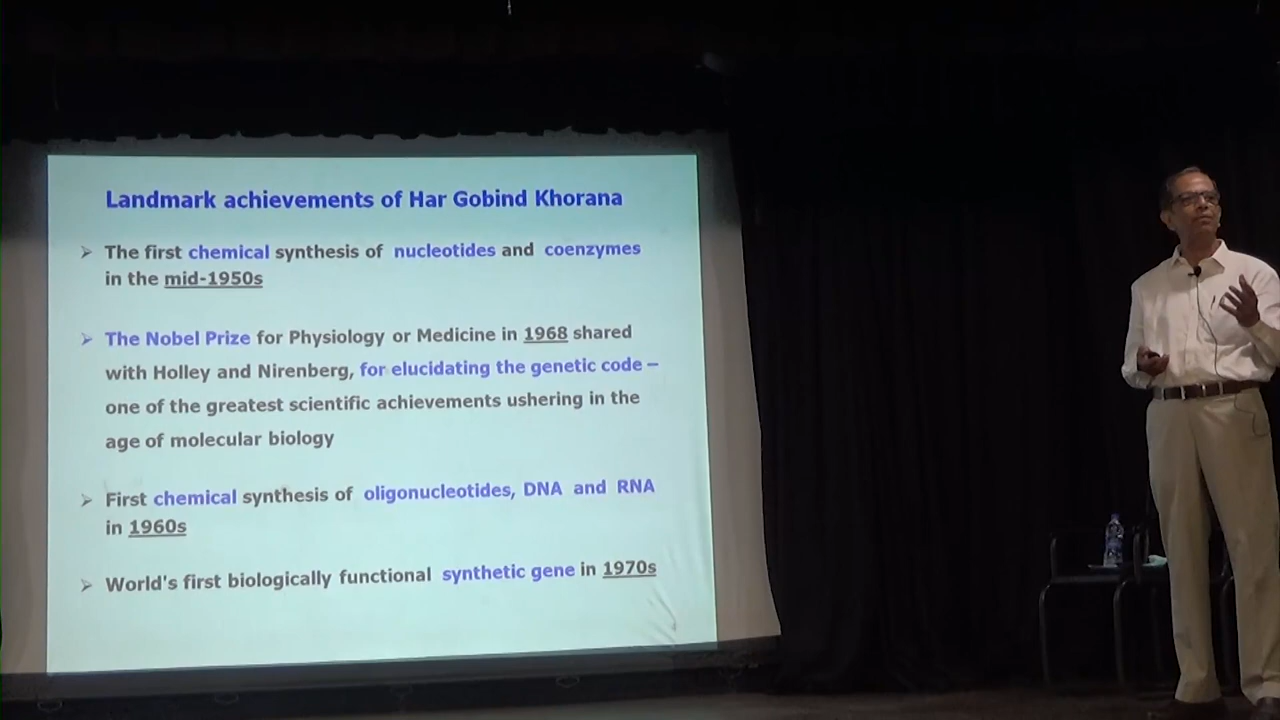 Landmark achievements of Har Gobind Khorana
➢ The first chemical synthesis of nucleotides and coenzymes
in the mid-1950s
➢ The Nobel Prize for Physiology or Medicine in 1968 shared
with Holley and Nirenberg, for elucidating the genetic code –
one of the greatest scientific achievements ushering in the
age of molecular biology
➢ First chemical synthesis of oligonucleotides, DNA and RNA
in 1960s
➢ World's first biologically functional synthetic gene in 1970s